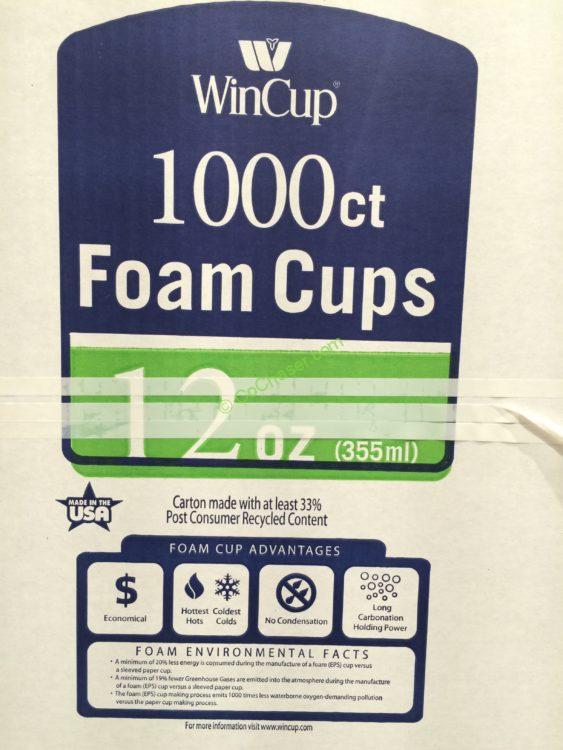 WinCup®
1000ct
Foam Cups
12 oz (355ml)
© CoChaser.com
MADE IN THE
USA
Carton made with at least 33%
Post Consumer Recycled Content
FOAM CUP ADVANTAGES
$
Economical
Hottest Coldest
Hots Colds
No Condensation
Long
Carbonation
Holding Power
FOAM ENVIRONMENTAL FACTS
• A minimum of 20% less energy is consumed during the manufacture of a foam (EPS) cup versus
a sleeved paper cup.
• A minimum of 19% fewer Greenhouse Gases are emitted into the atmosphere during the manufacture
of a foam (EPS) cup versus a sleeved paper cup.
• The foam (EPS) cup making process emits 1000 times less waterborne oxygen-demanding pollution
versus the paper cup making process.
For more information visit www.wincup.com